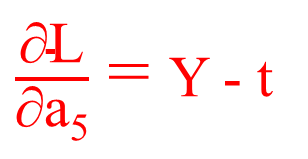 ∂-L/∂a₅ = Y - t